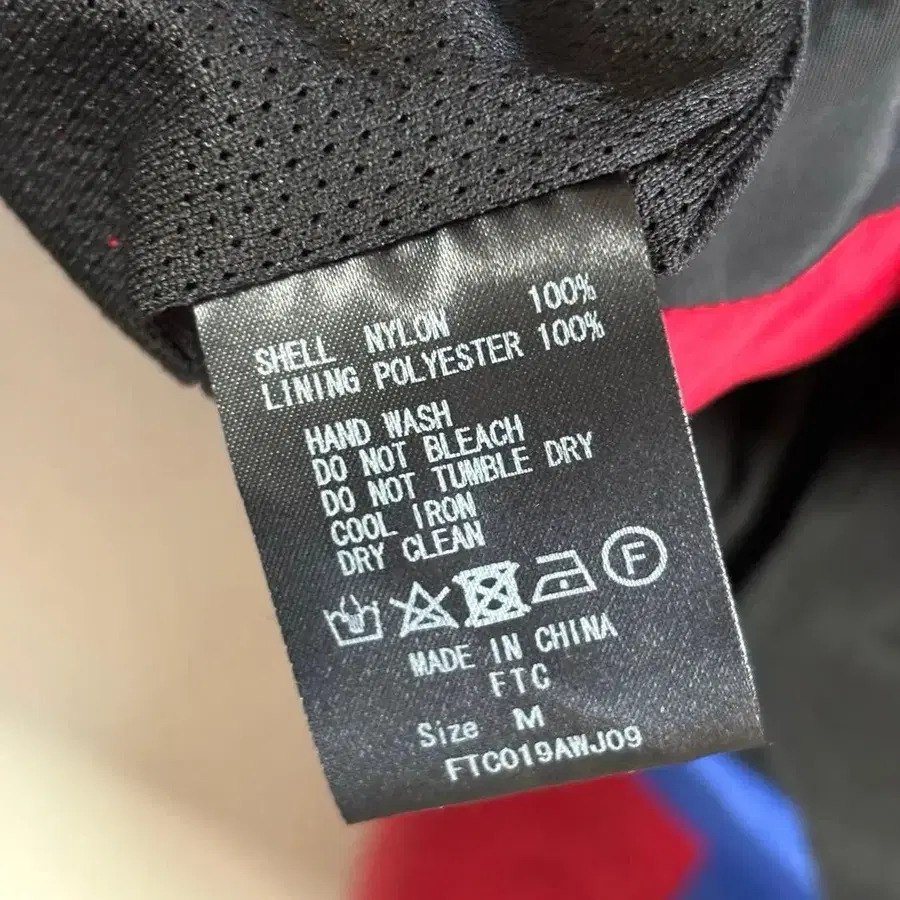 SHELL NYLON 100%
LINING POLYESTER 100%
HAND WASH
DO NOT BLEACH
DO NOT TUMBLE DRY
COOL IRON
DRY CLEAN
F
MADE IN CHINA
FTC
Size M
FTC019AWJ09